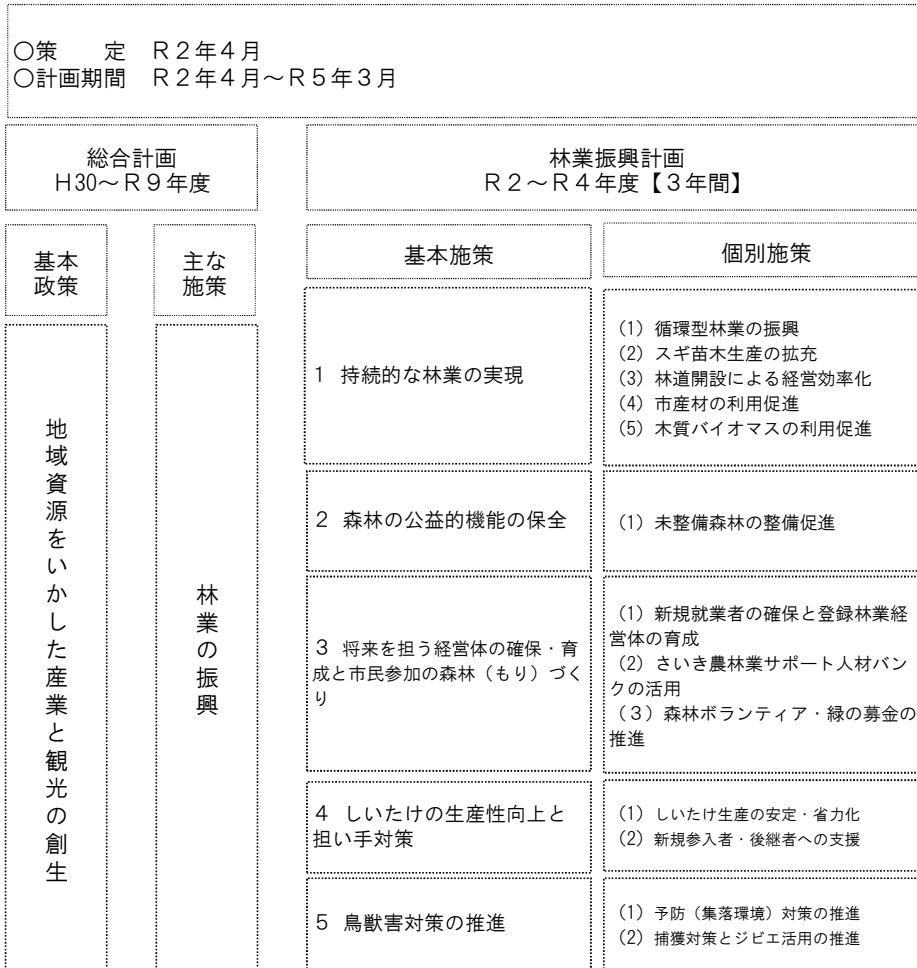 〇策　　定　Ｒ２年４月
〇計画期間　Ｒ２年４月～Ｒ５年３月
総合計画
Ｈ30～Ｒ９年度
林業振興計画
Ｒ２～Ｒ４年度【３年間】
基本
政策
主な
施策
基本施策
個別施策
地域資源をいかした産業と観光の創生
林業の振興
１ 持続的な林業の実現
（1）循環型林業の振興
（2）スギ苗木生産の拡充
（3）林道開設による経営効率化
（4）市産材の利用促進
（5）木質バイオマスの利用促進
２ 森林の公益的機能の保全
（1）未整備森林の整備促進
３ 将来を担う経営体の確保・育
成と市民参加の森林（もり）づく
り
（1）新規就業者の確保と登録林業経
営体の育成
（2）さいき農林業サポート人材バン
クの活用
（３）森林ボランティア・緑の募金の
推進
４ しいたけの生産性向上と
担い手対策
（1）しいたけ生産の安定・省力化
（2）新規参入者・後継者への支援
５ 鳥獣害対策の推進
（1）予防（集落環境）対策の推進
（2）捕獲対策とジビエ活用の推進